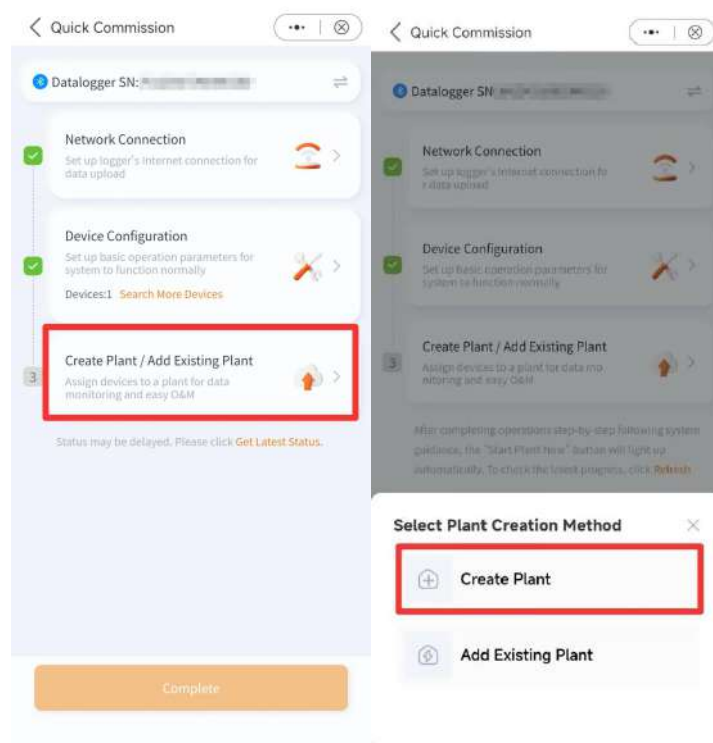 Quick Commission
Datalogger SN:
Network Connection
Set up logger's Internet connection for
data upload
Device Configuration
Set up basic operation parameters for
system to function normally
Devices:1 Search More Devices
3
Create Plant / Add Existing Plant
Assign devices to a plant for data
monitoring and easy O&M
Status may be delayed. Please click Get Latest Status.
Complete
Quick Commission
Datalogger SN
Network Connection
Set up logger's Internet connection fo
r data upload
Device Configuration
Set up basic operation parameters for
system to function normally
3
Create Plant / Add Existing Plant
Assign devices to a plant for data mo
nitoring and easy O&M
After completing operations step-by-step following system
guidance, the "Start Plant Now" button will light up
automatically. To check the latest progress, click Refresh
Select Plant Creation Method
Create Plant
Add Existing Plant